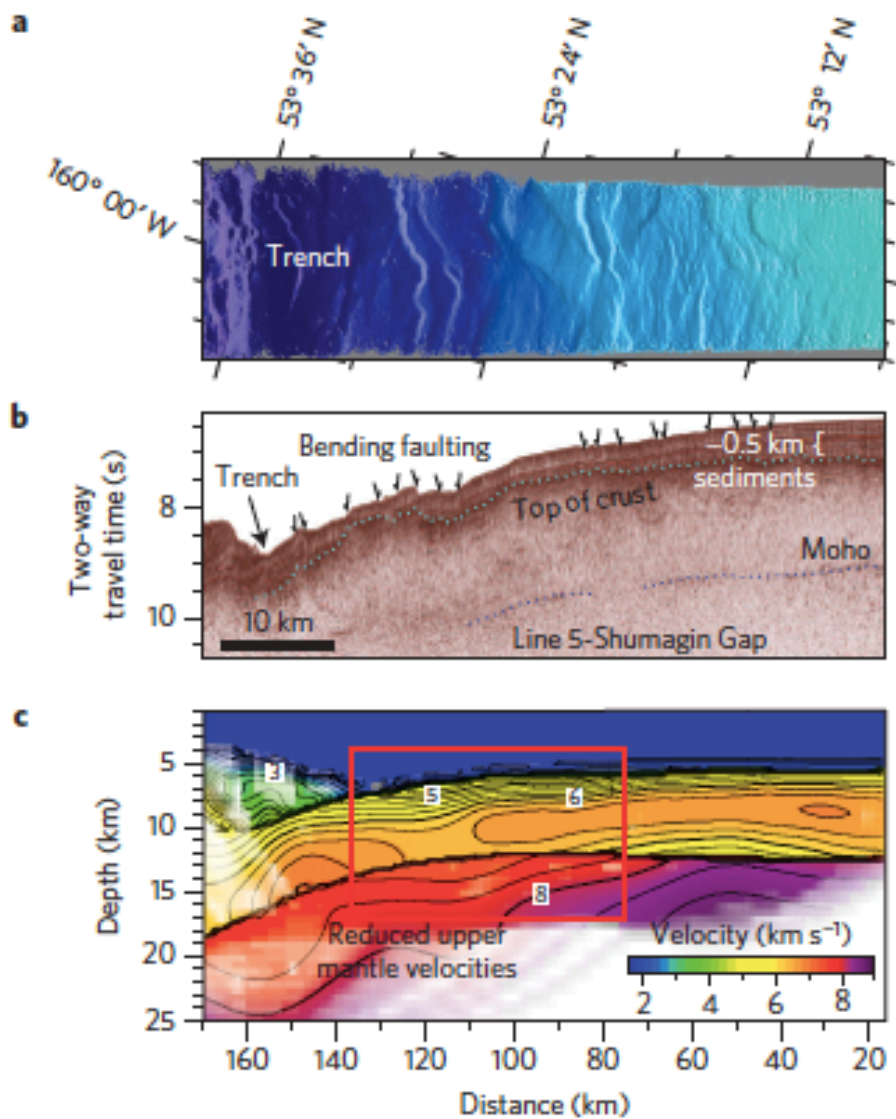 a
53° 36′ N
53° 24′ N
53° 12′ N
160° 00′ W
Trench
b
Bending faulting
Trench
~0.5 km {
sediments
Top of crust
Moho
Two-way
travel time (s)
8
10
10 km
Line 5-Shumagin Gap
c
3
5
6
8
5
10
15
20
25
Depth (km)
Reduced upper
mantle velocities
Velocity (km s⁻¹)
2 4 6 8
160 140 120 100 80 60 40 20
Distance (km)